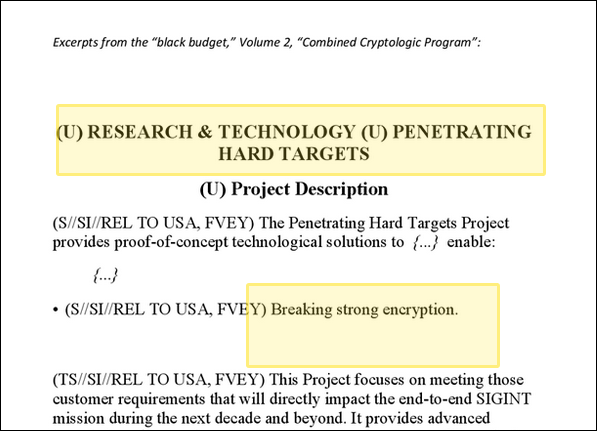 Excerpts from the “black budget,” Volume 2, “Combined Cryptologic Program”:
(U) RESEARCH & TECHNOLOGY (U) PENETRATING
HARD TARGETS
(U) Project Description
(S//SI//REL TO USA, FVEY) The Penetrating Hard Targets Project
provides proof-of-concept technological solutions to {...} enable:
{...}
• (S//SI//REL TO USA, FVEY) Breaking strong encryption.
(TS//SI//REL TO USA, FVEY) This Project focuses on meeting those
customer requirements that will directly impact the end-to-end SIGINT
mission during the next decade and beyond. It provides advanced